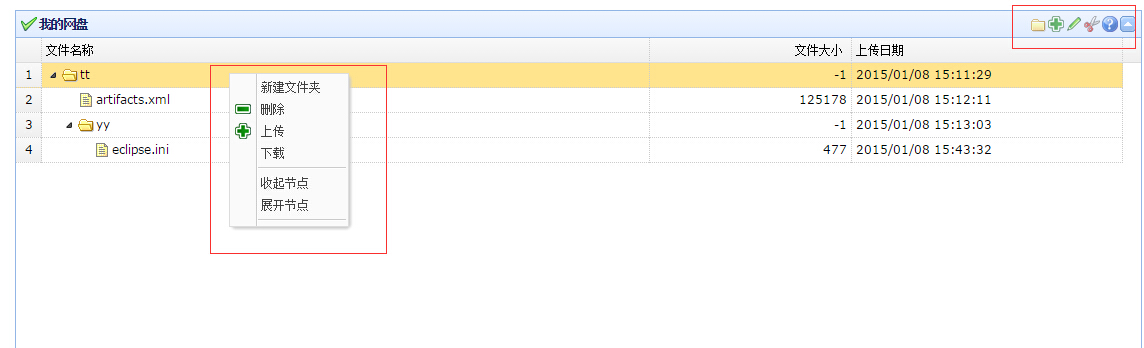 我的网盘
文件名称 文件大小 上传日期
1 tt -1 2015/01/08 15:11:29
2 artifacts.xml 125178 2015/01/08 15:12:11
3 yy -1 2015/01/08 15:13:03
4 eclipse.ini 477 2015/01/08 15:43:32
新建文件夹
删除
上传
下载
收起节点
展开节点